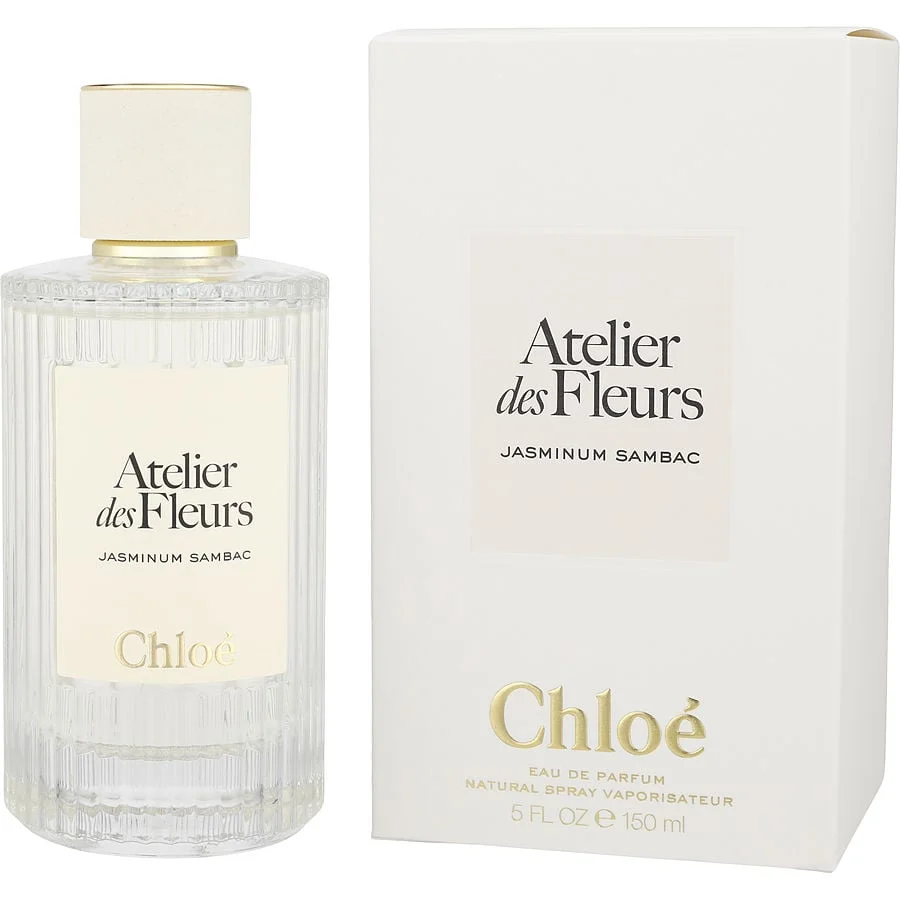 Atelier
des Fleurs
JASMINUM SAMBAC
Chloé
Atelier
des Fleurs
JASMINUM SAMBAC
Chloé
EAU DE PARFUM
NATURAL SPRAY VAPORISATEUR
5 FL OZ ℮ 150 ml